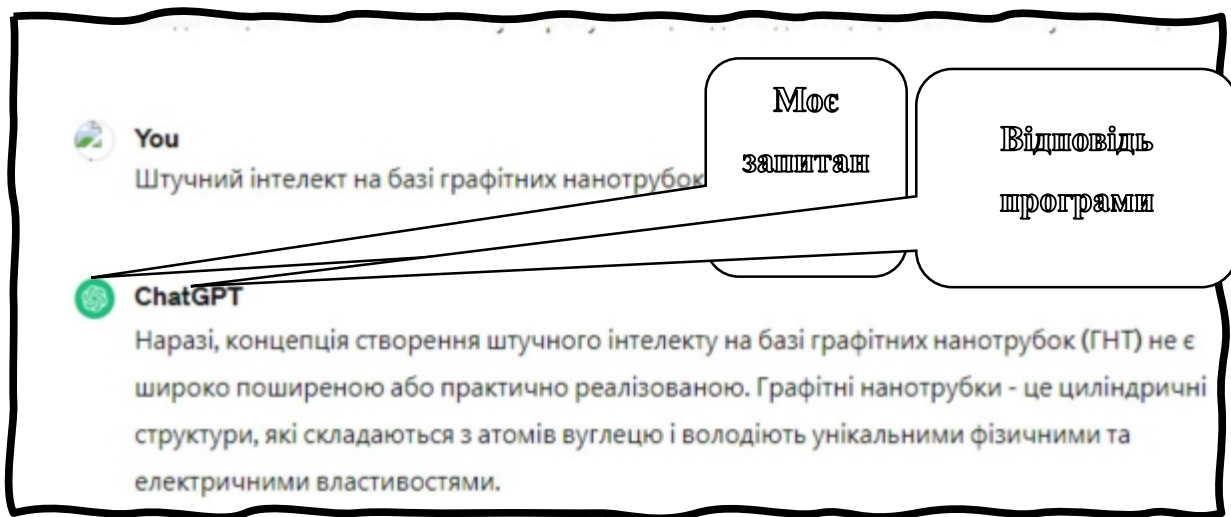 You
Штучний інтелект на базі графітних нанотрубок
Моє
запитан
Відповідь
програми
ChatGPT
Наразі, концепція створення штучного інтелекту на базі графітних нанотрубок (ГНТ) не є
широко поширеною або практично реалізованою. Графітні нанотрубки - це циліндричні
структури, які складаються з атомів вуглецю і володіють унікальними фізичними та
електричними властивостями.